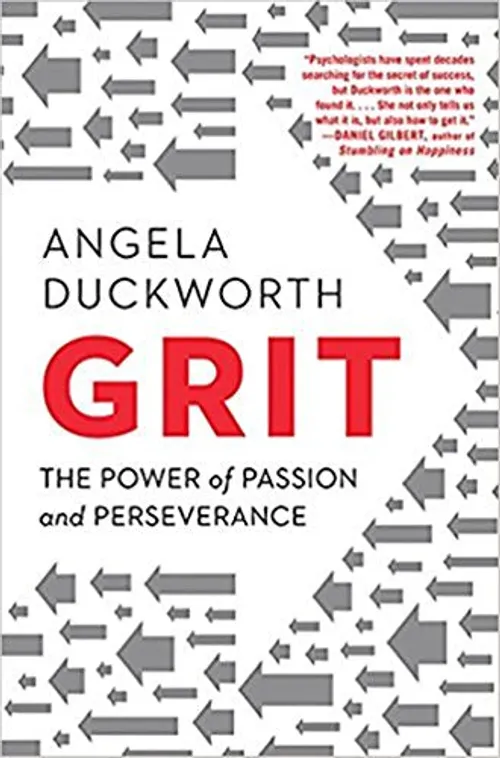 "Psychologists have spent decades
searching for the secret of success,
but Duckworth is the one who
found it. . . . She not only tells us
what it is, but also how to get it."
—DANIEL GILBERT, author of
Stumbling on Happiness
ANGELA
DUCKWORTH
GRIT
THE POWER of PASSION
and PERSEVERANCE